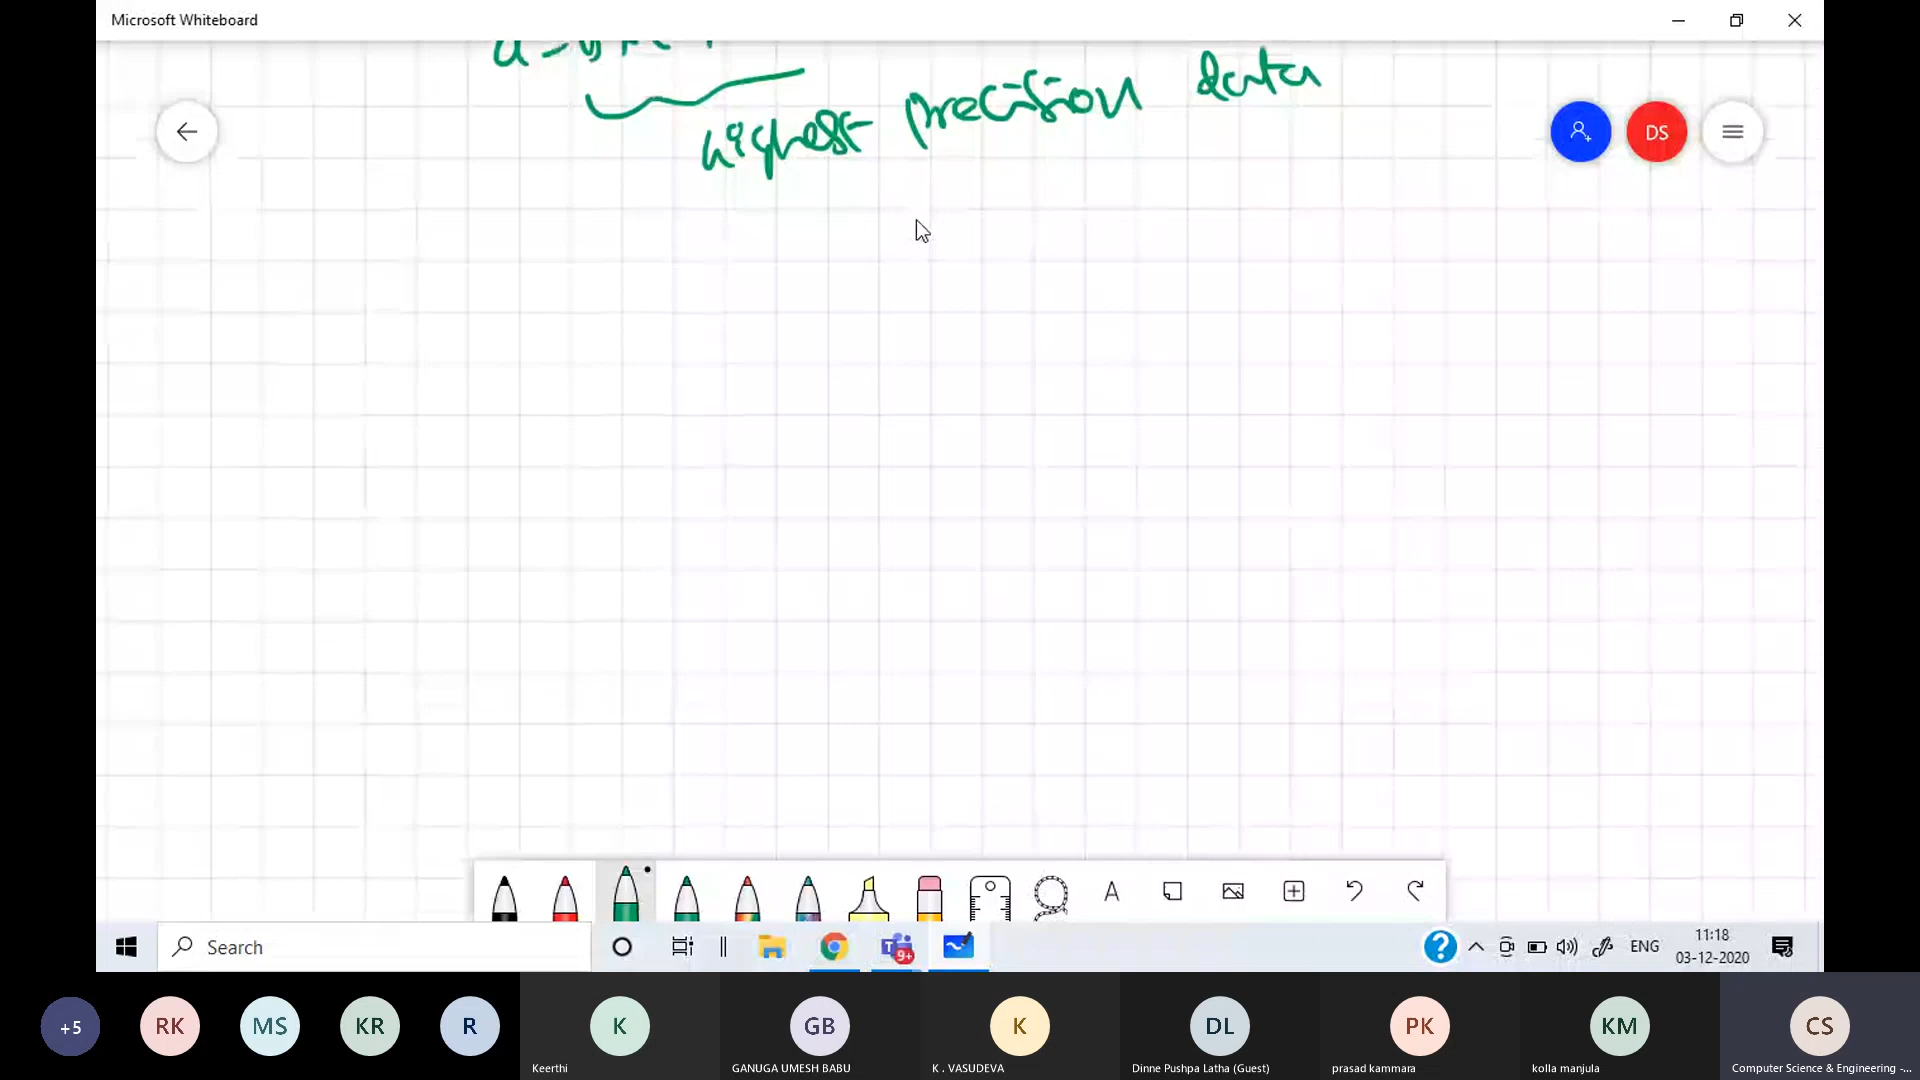 Microsoft Whiteboard
highest precision data
DS
A
Search
9+
ENG
11:18
03-12-2020
+5
RK
MS
KR
R
K
GB
K
DL
PK
KM
CS
Keerthi
GANUGA UMESH BABU
K . VASUDEVA
Dinne Pushpa Latha (Guest)
prasad kammara
kolla manjula
Computer Science & Engineering -...